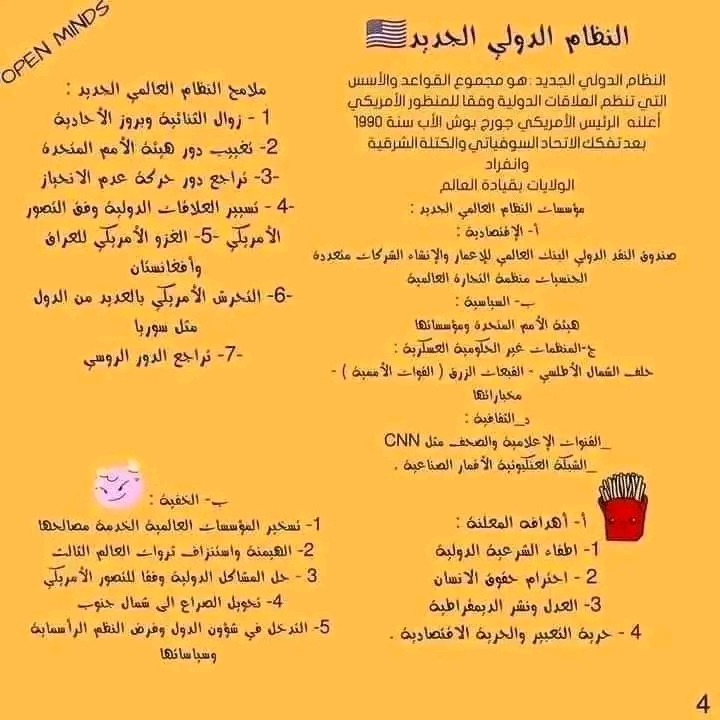 OPEN MINDS
النظام الدولي الجديد
النظام الدولي الجديد : هو مجموع القواعد والأسس
التي تنظم العلاقات الدولية وفقا للمنظور الأمريكي
أعلنه الرئيس الأمريكي جورج بوش الأب سنة 1990
بعد تفكك الاتحاد السوفياتي والكتلة الشرقية
وانفراد
الولايات بقيادة العالم
مؤسسات النظام العالمي الجديد :
أ- الإقتصادية :
صندوق النقد الدولي البنك العالمي للإعمار والإنشاء الشركات متعددة
الجنسيات منظمة التجارة العالمية
ب- السياسية :
هيئة الأمم المتحدة ومؤسساتها
ج-المنظمات غير الحكومية العسكرية :
حلف الشمال الأطلسي - القبعات الزرق ( القوات الأممية ) -
مخابراتها
د_الثقافية :
_القنوات الإعلامية والصحف مثل CNN
_الشبكة العنكبوتية الأقمار الصناعية .
ملامح النظام العالمي الجديد :
1 - زوال الثنائية وبروز الأحادية
2- تغييب دور هيئة الأمم المتحدة
-3- تراجع دور حركة عدم الانحياز
-4 - تسيير العلاقات الدولية وفق التصور
الأمريكي -5- الغزو الأمريكي للعراق
وأفغانستان
-6- التحرش الأمريكي بالعديد من الدول
مثل سوريا
-7- تراجع الدور الروسي
أ- أهدافه المعلنة :
1- اطفاء الشرعية الدولية
2 - احترام حقوق الانسان
3- العدل ونشر الديمقراطية
4 - حرية التعبير والحرية الاقتصادية .
ب- الخفية :
1- تسخير المؤسسات العالمية الخدمة مصالحها
2- الهيمنة واستنزاف ثروات العالم الثالث
3 - حل المشاكل الدولية وفقا للتصور الأمريكي
4- تحويل الصراع الى شمال جنوب
5- التدخل في شؤون الدول وفرض النظم الرأسمالية
وسياساتها
4